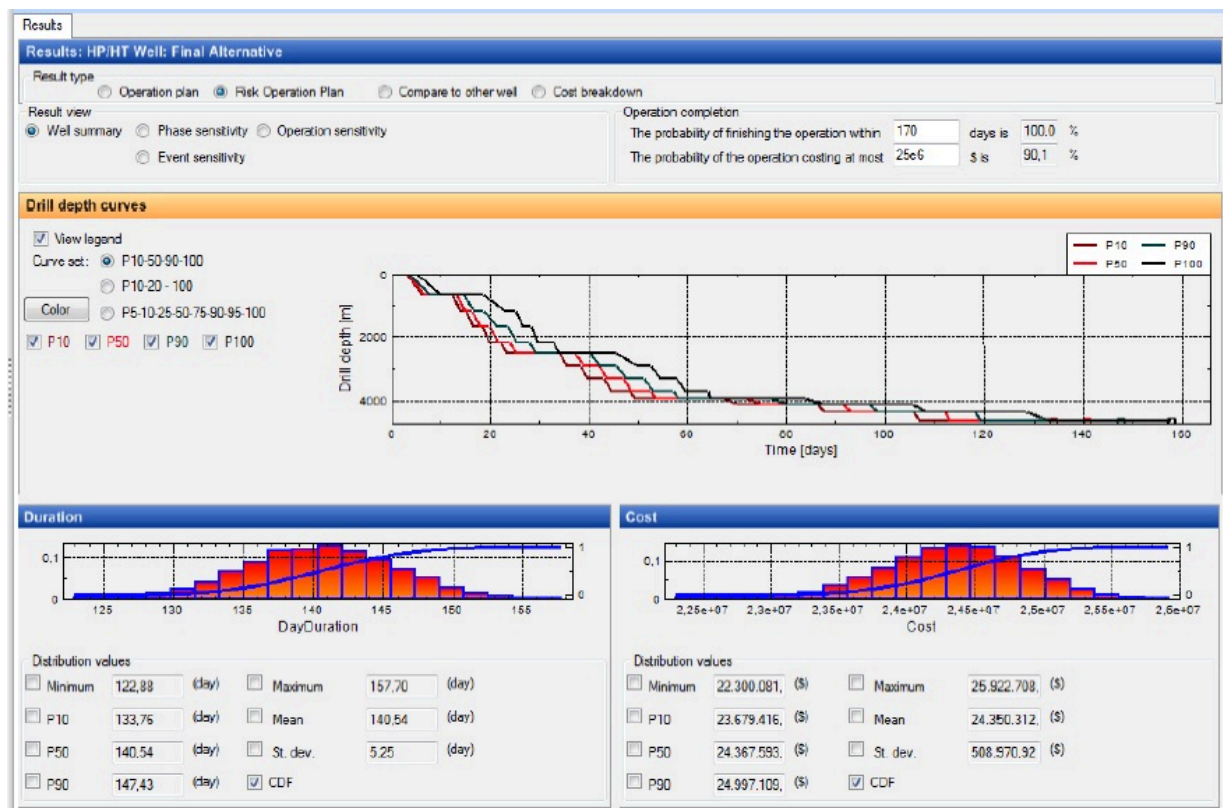 Results
Results: HP/HT Well: Final Alternative
Result type
Operation plan Risk Operation Plan Compare to other well Cost breakdown
Result view Operation completion
Well summary Phase sensitivity Operation sensitivity The probability of finishing the operation within 170 days is 100.0 %
Event sensitivity The probability of the operation costing at most 25e6 $ is 90,1 %
Drill depth curves
View legend
Curve set: P10-50-90-100
P10-20 - 100
Color P5-10-25-50-75-90-95-100
P10 P50 P90 P100
P10 P90
P50 P100
Drill depth [m]
0
2000
4000
0 20 40 60 80 100 120 140 160
Time [days]
Duration
0,1 1
0 0
125 130 135 140 145 150 155
DayDuration
Distribution values
Minimum 122,88 (day) Maximum 157,70 (day)
P10 133,76 (day) Mean 140,54 (day)
P50 140,54 (day) St. dev. 5,25 (day)
P90 147,43 (day) CDF
Cost
0,1 1
0 0
2,25e+07 2,3e+07 2,35e+07 2,4e+07 2,45e+07 2,5e+07 2,55e+07 2,6e+07
Cost
Distribution values
Minimum 22.300.081, ($) Maximum 25.922.708, ($)
P10 23.679.416, ($) Mean 24.350.312, ($)
P50 24.367.593, ($) St. dev. 508.970.92 ($)
P90 24.997.109, ($) CDF